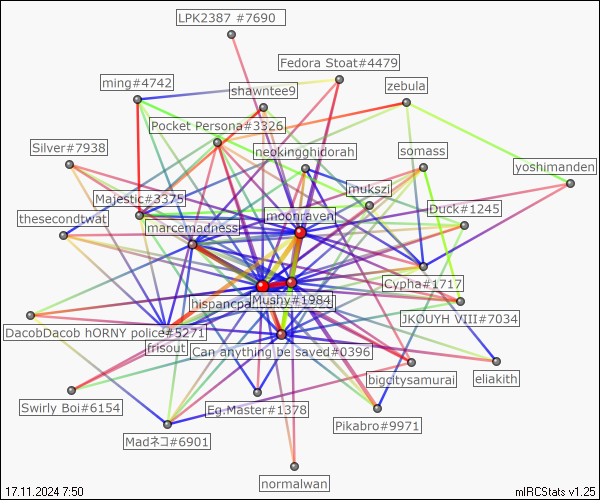 LPK2387 #7690
Fedora Stoat#4479
ming#4742
zebula
shawntee9
Pocket Persona#3326
Silver#7938
neokingghidorah
somass
yoshimanden
mukszi
Majestic#3375
Duck#1245
thesecondtwat
moonraven
marcemadness
Cypha#1717
Mushy#1984
JKOUYH VIII#7034
DacobDacob hORNY police#5271
frisout
Can anything be saved#0396
bigcitysamurai
eliakith
Swirly Boi#6154
Eg.Master#1378
Pikabro#9971
Madネコ#6901
normalwan
17.11.2024 7:50
mIRCStats v1.25